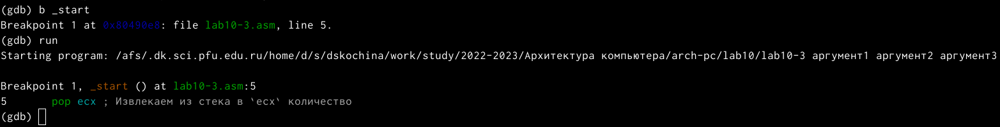 (gdb) b _start
Breakpoint 1 at 0x80490e8: file lab10-3.asm, line 5.
(gdb) run
Starting program: /afs/.dk.sci.pfu.edu.ru/home/d/s/dskochina/work/study/2022-2023/Архитектура компьютера/arch-pc/lab10/lab10-3 аргумент1 аргумент2 аргумент3
Breakpoint 1, _start () at lab10-3.asm:5
5       pop ecx ; Извлекаем из стека в `ecx` количество
(gdb)